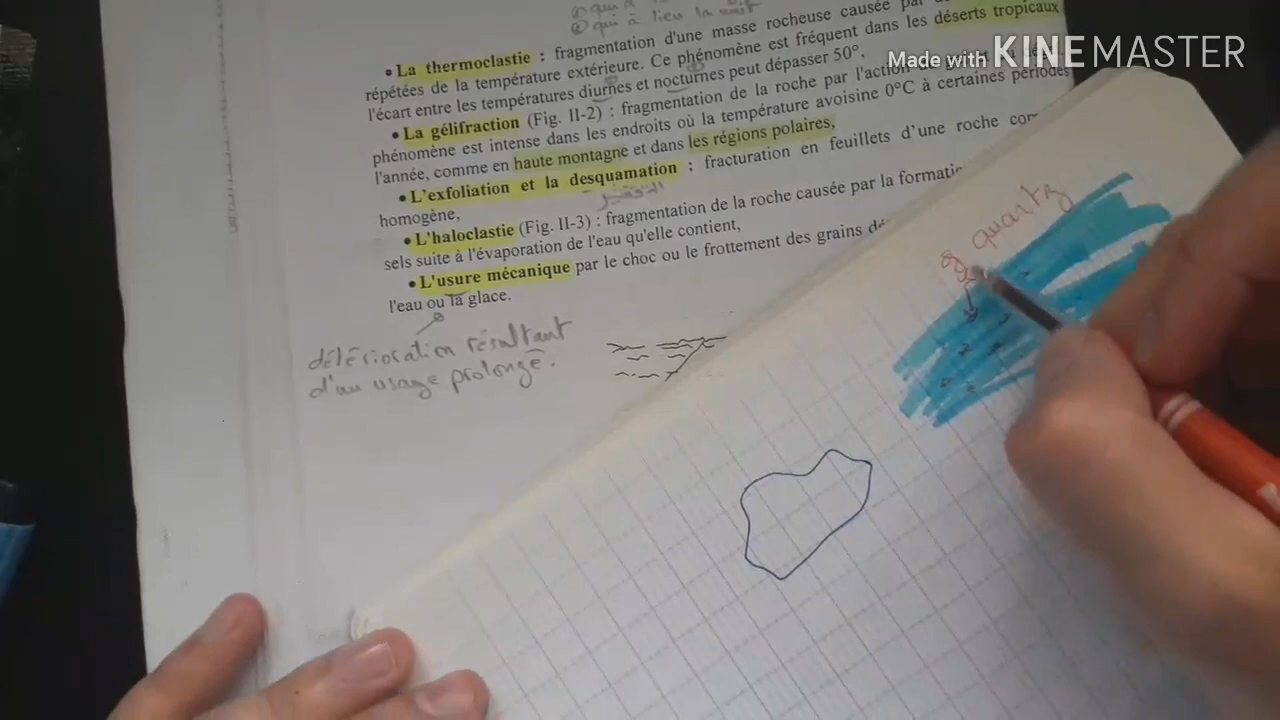 qui à lieu la nuit
• La thermoclastie : fragmentation d'une masse rocheuse causée par
répétées de la température extérieure. Ce phénomène est fréquent dans les déserts tropicaux
l'écart entre les températures diurnes et nocturnes peut dépasser 50°,
• La gélifraction (Fig. II-2) : fragmentation de la roche par l'action
phénomène est intense dans les endroits où la température avoisine 0°C à certaines périodes
l'année, comme en haute montagne et dans les régions polaires,
• L'exfoliation et la desquamation : fracturation en feuillets d'une roche
homogène,
التقشر
• L'haloclastie (Fig. II-3) : fragmentation de la roche causée par la
sels suite à l'évaporation de l'eau qu'elle contient,
• L'usure mécanique par le choc ou le frottement des grains
l'eau ou la glace.
détérioration résultant
d'un usage prolongé.
quartz
Made with KINEMASTER